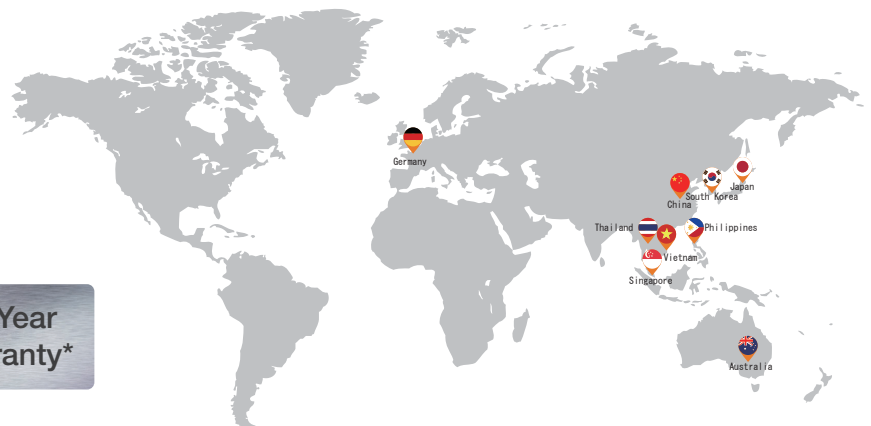 Germany
Japan
South Korea
China
Thailand
Philippines
Vietnam
Singapore
Year
ranty*
Australia